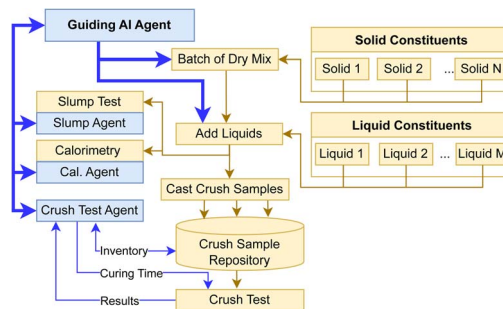 Guiding AI Agent
Batch of Dry Mix
Solid Constituents
Solid 1
Solid 2
...
Solid N
Slump Test
Slump Agent
Add Liquids
Liquid Constituents
Liquid 1
Liquid 2
...
Liquid M
Calorimetry
Cal. Agent
Cast Crush Samples
Crush Test Agent
Inventory
Crush Sample
Repository
Curing Time
Results
Crush Test